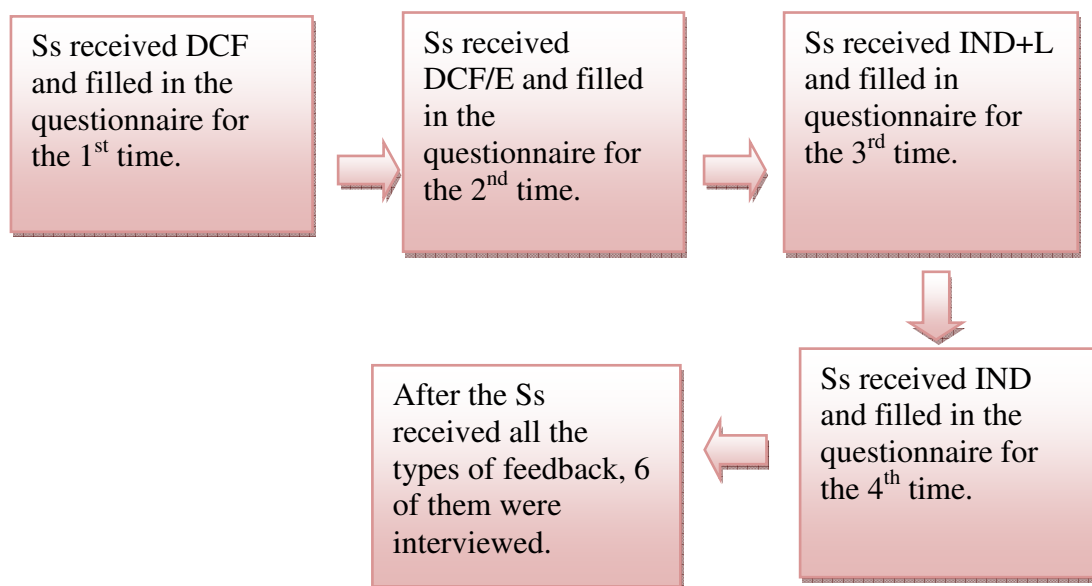 Ss received DCF
and filled in the
questionnaire for
the 1st time.
Ss received
DCF/E and filled
in the
questionnaire for
the 2nd time.
Ss received IND+L
and filled in
questionnaire for
the 3rd time.
Ss received IND
and filled in the
questionnaire for
the 4th time.
After the Ss
received all the
types of feedback, 6
of them were
interviewed.